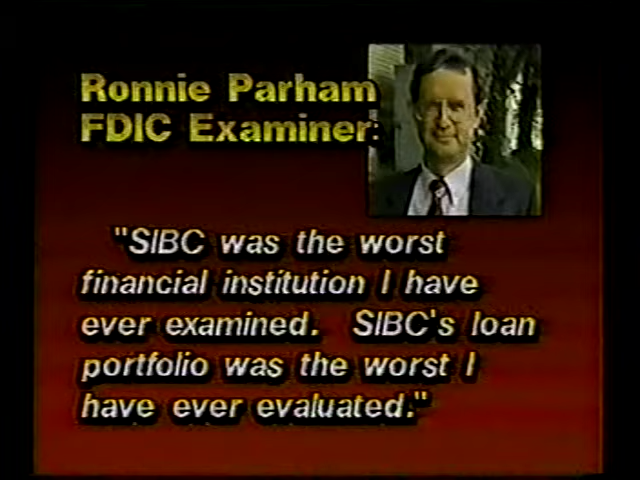 Ronnie Parham
FDIC Examiner:
"SIBC was the worst
financial institution I have
ever examined. SIBC's loan
portfolio was the worst I
have ever evaluated."